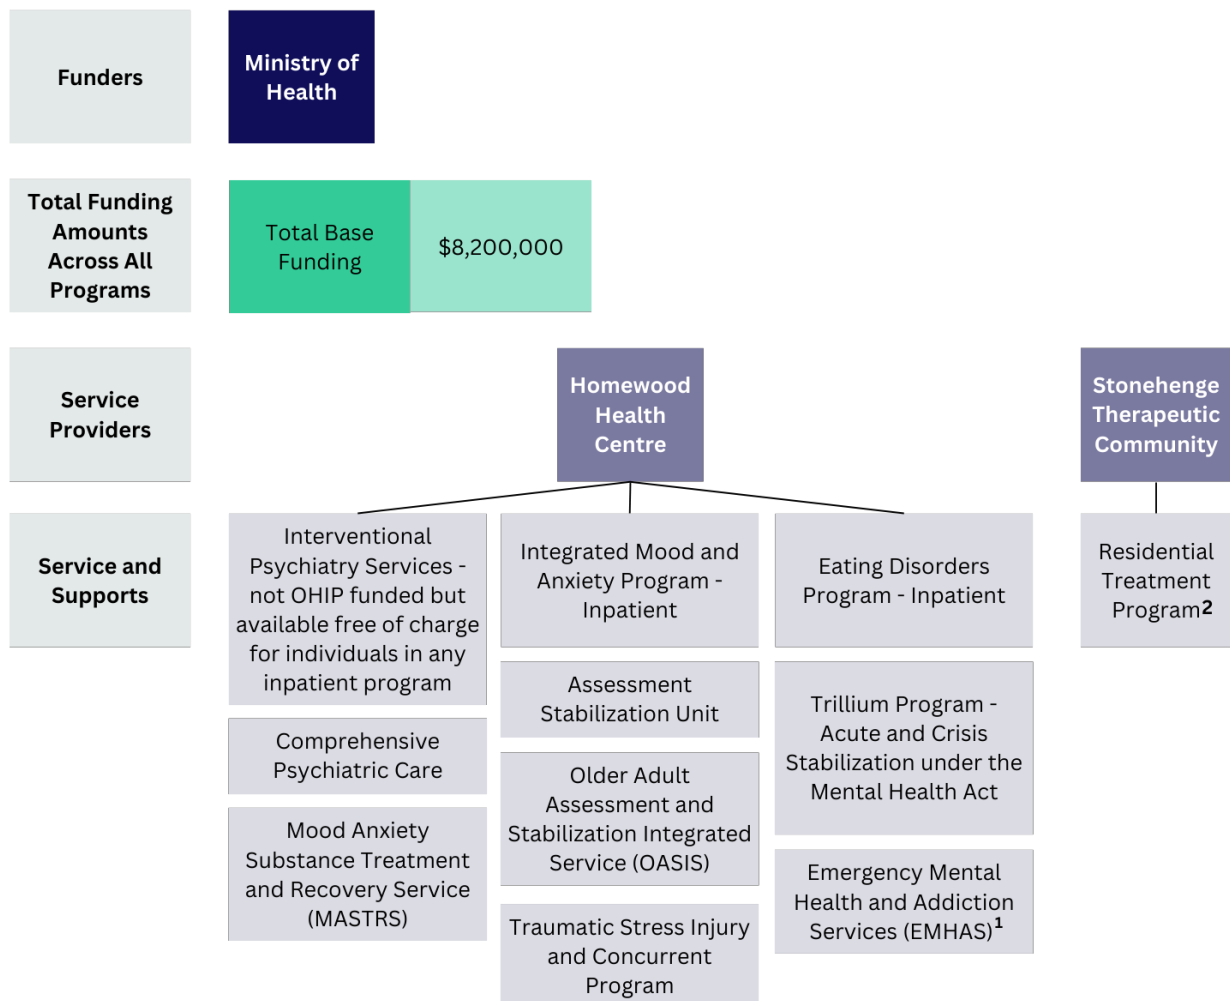 Funders
Ministry of
Health
Total Funding
Amounts
Across All
Programs
Total Base
Funding
$8,200,000
Service
Providers
Homewood
Health
Centre
Stonehenge
Therapeutic
Community
Service and
Supports
Interventional
Psychiatry Services -
not OHIP funded but
available free of charge
for individuals in any
inpatient program
Comprehensive
Psychiatric Care
Mood Anxiety
Substance Treatment
and Recovery Service
(MASTRS)
Integrated Mood and
Anxiety Program -
Inpatient
Assessment
Stabilization Unit
Older Adult
Assessment and
Stabilization Integrated
Service (OASIS)
Traumatic Stress Injury
and Concurrent
Program
Eating Disorders
Program - Inpatient
Trillium Program -
Acute and Crisis
Stabilization under the
Mental Health Act
Emergency Mental
Health and Addiction
Services (EMHAS)1
Residential
Treatment
Program2